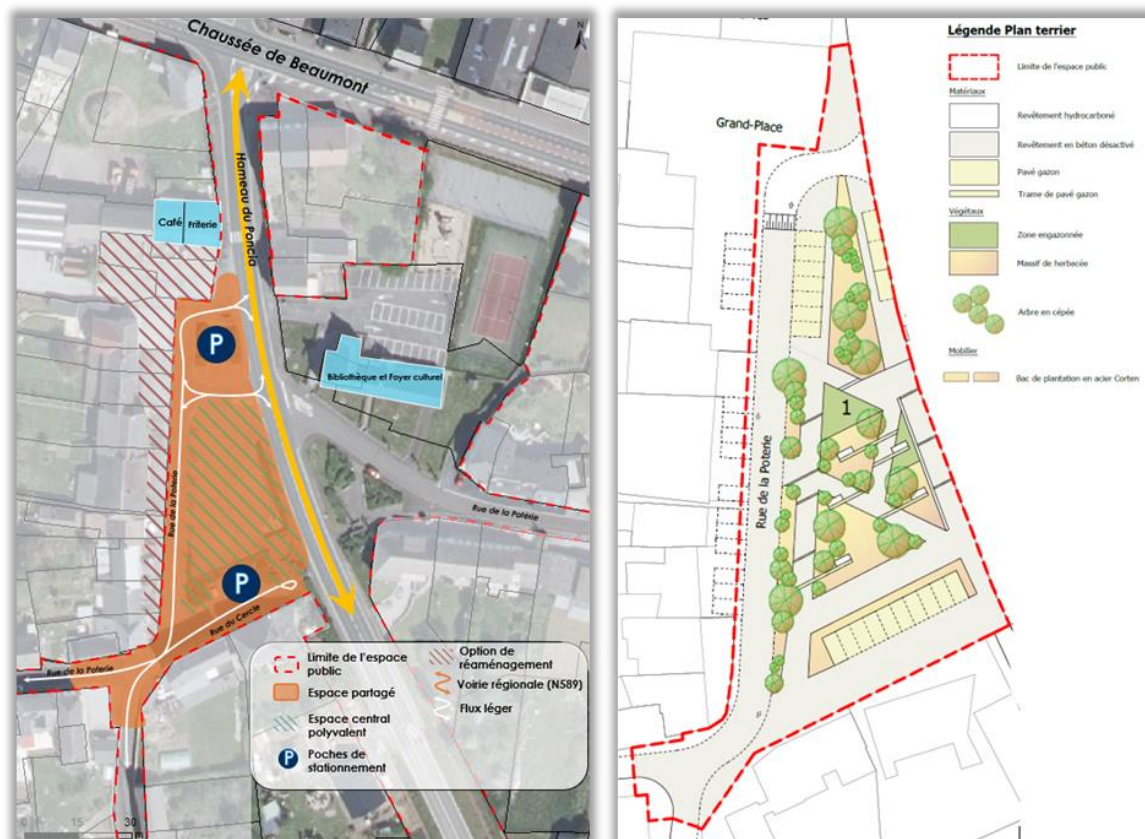 N
Chaussée de
Beaumont
Hameau du Poncia
Café
Friterie
P
Bibliothèque et Foyer culturel
Rue de la Poterie
Rue de la Poterie
P
Rue du Cercle
Rue de la Poterie
Limite de l'espace
public
Espace partagé
Espace central
polyvalent
Poches de
stationnement
Option de
réaménagement
Voirie régionale (N589)
Flux léger
15
30
Grand-Place
Rue de la Poterie
1
Légende Plan terrier
Limite de l'espace public
Matériaux
Revêtement hydrocarboné
Revêtement en béton désactivé
Pavé gazon
Trame de pavé gazon
Végétaux
Zone engazonnée
Massif de herbacée
Arbre en cépée
Mobilier
Bac de plantation en acier Corten